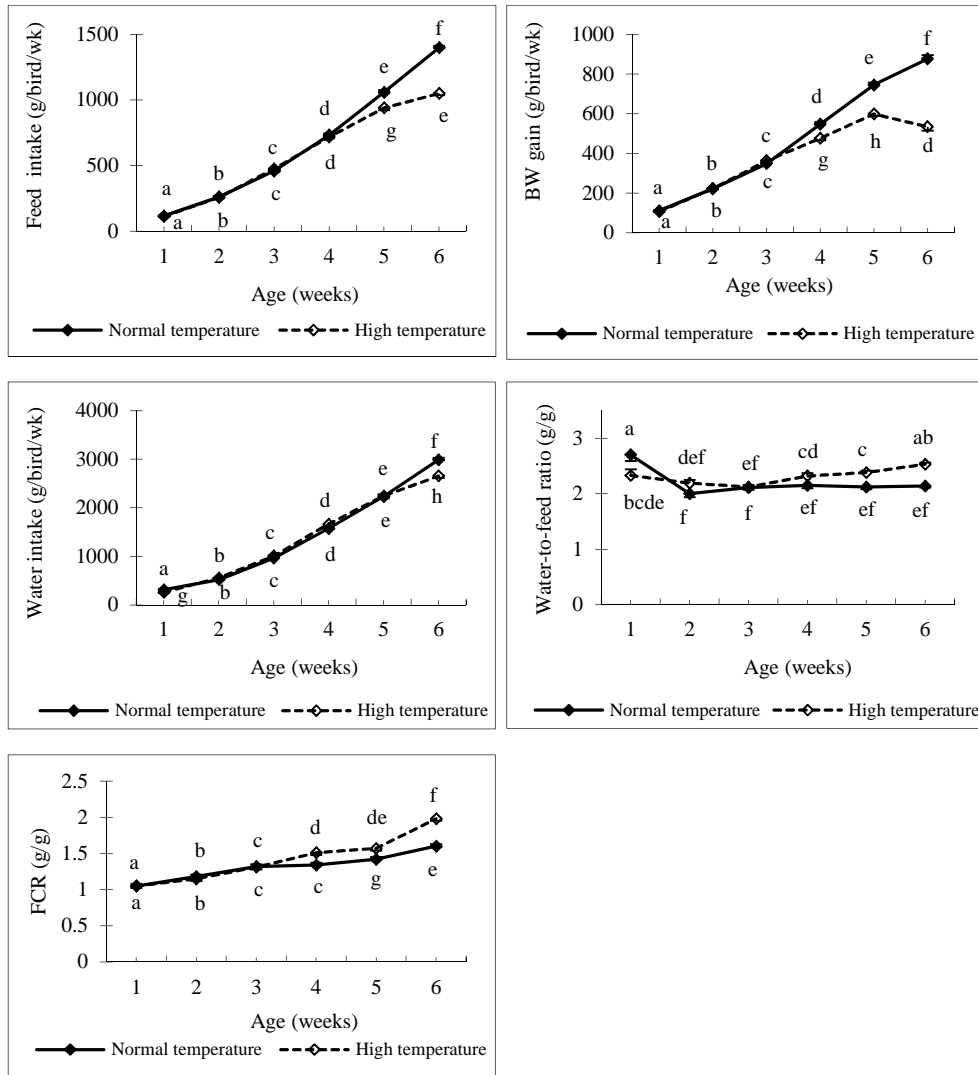 Feed intake (g/bird/wk)
1500
1000
500
0
f
e
d
c
b
a
a
b
c
d
g
e
1 2 3 4 5 6
Age (weeks)
Normal temperature High temperature
BW gain (g/bird/wk)
1000
800
600
400
200
0
f
e
d
c
b
a
a
b
c
g
h
d
1 2 3 4 5 6
Age (weeks)
Normal temperature High temperature
Water intake (g/bird/wk)
4000
3000
2000
1000
0
f
e
d
c
b
a
g
b
c
d
e
h
1 2 3 4 5 6
Age (weeks)
Normal temperature High temperature
Water-to-feed ratio (g/g)
3
2
1
0
a def ef cd c ab
bcde f f ef ef ef
1 2 3 4 5 6
Age (weeks)
Normal temperature High temperature
FCR (g/g)
2.5
2
1.5
1
0.5
0
a b c d de f
a b c c g e
1 2 3 4 5 6
Age (weeks)
Normal temperature High temperature